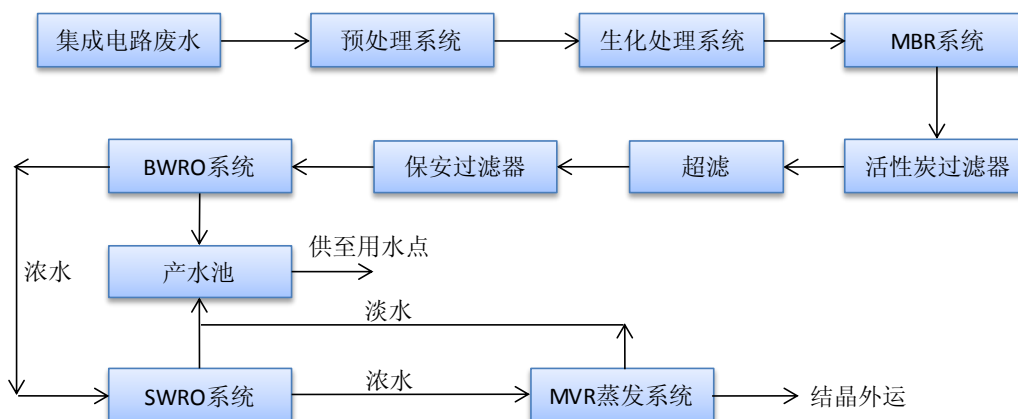 集成电路废水
预处理系统
生化处理系统
MBR系统
BWRO系统
保安过滤器
超滤
活性炭过滤器
供至用水点
浓水
产水池
淡水
SWRO系统
浓水
MVR蒸发系统
结晶外运